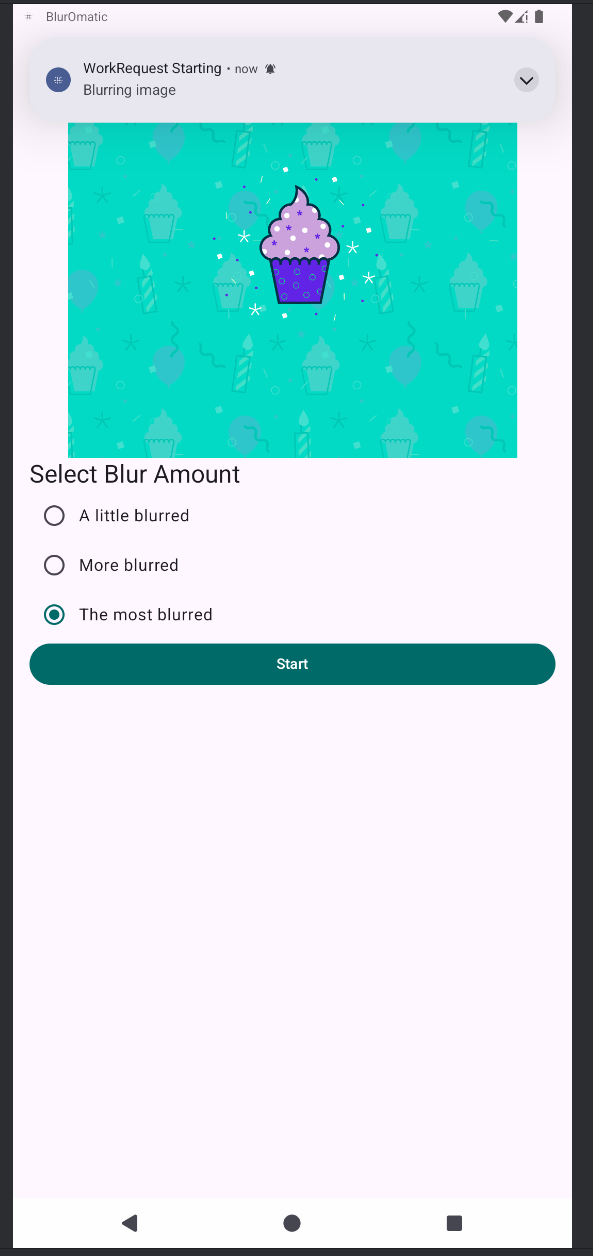 BlurOmatic
WorkRequest Starting • now
Blurring image
Select Blur Amount
A little blurred
More blurred
The most blurred
Start